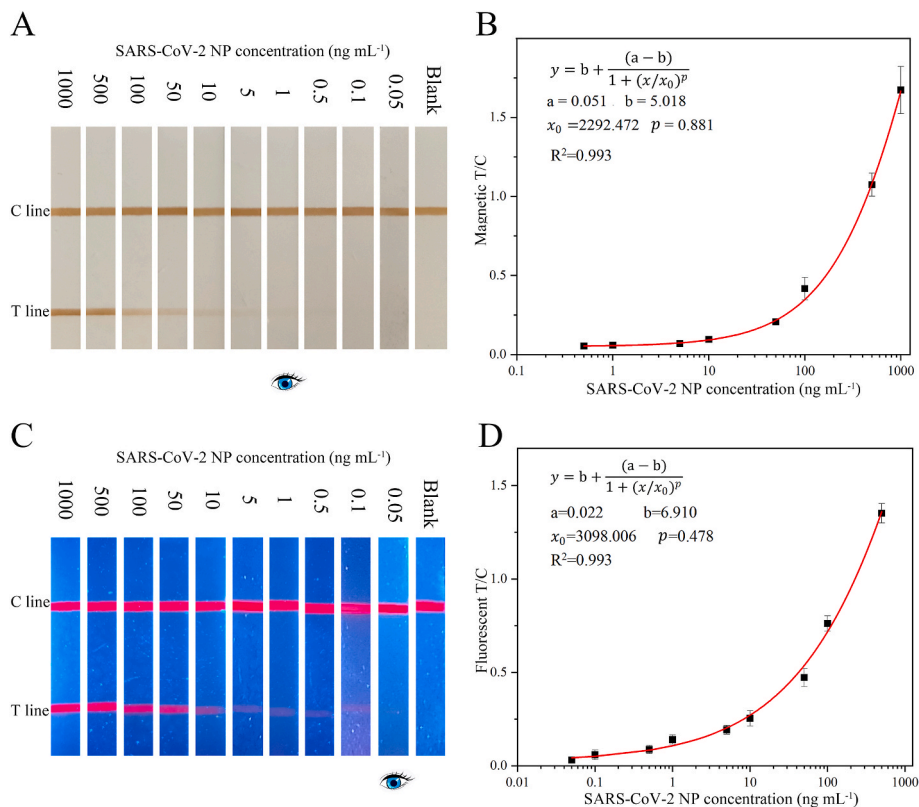 A
SARS-CoV-2 NP concentration (ng mL⁻¹)
1000 500 100 50 10 5 1 0.5 0.1 0.05 Blank
C line
T line
B
y = b + (a − b) / 1 + (x/x₀)ᵖ
a = 0.051 b = 5.018
x₀ =2292.472 p = 0.881
R²=0.993
Magnetic T/C
1.5
1.0
0.5
0.0
0.1 1 10 100 1000
SARS-CoV-2 NP concentration (ng mL⁻¹)
C
SARS-CoV-2 NP concentration (ng mL⁻¹)
1000 500 100 50 10 5 1 0.5 0.1 0.05 Blank
C line
T line
D
y = b + (a − b) / 1 + (x/x₀)ᵖ
a=0.022 b=6.910
x₀=3098.006 p=0.478
R²=0.993
Fluorescent T/C
1.5
1.0
0.5
0.0
0.01 0.1 1 10 100 1000
SARS-CoV-2 NP concentration (ng mL⁻¹)